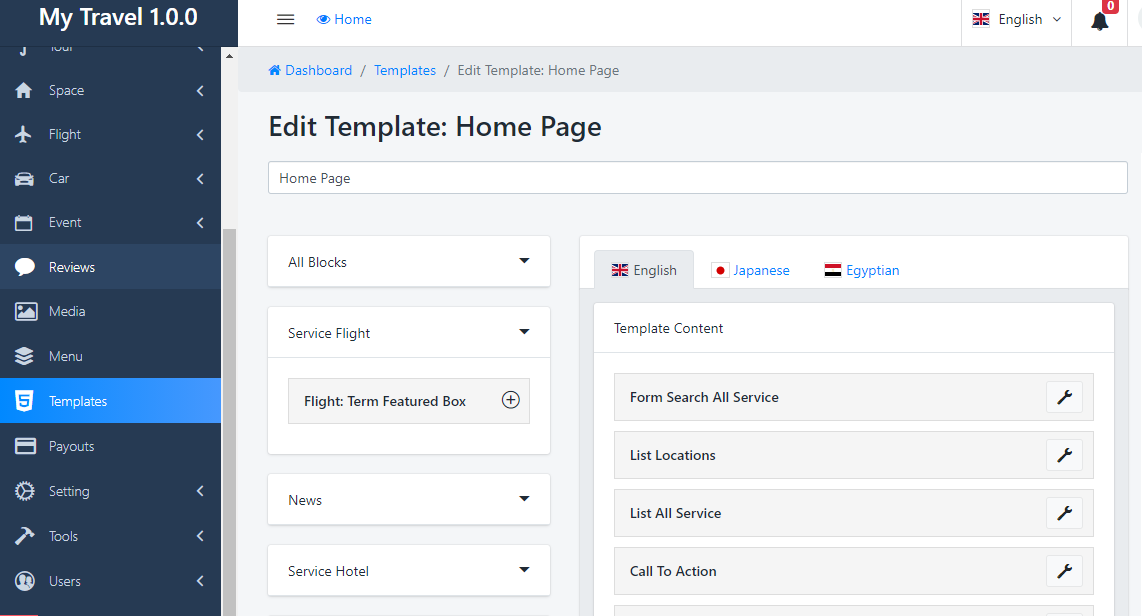 My Travel 1.0.0
Home
English
0
Tour
Space
Flight
Car
Event
Reviews
Media
Menu
Templates
Payouts
Setting
Tools
Users
Dashboard / Templates / Edit Template: Home Page
Edit Template: Home Page
Home Page
All Blocks
Service Flight
Flight: Term Featured Box
News
Service Hotel
English
Japanese
Egyptian
Template Content
Form Search All Service
List Locations
List All Service
Call To Action